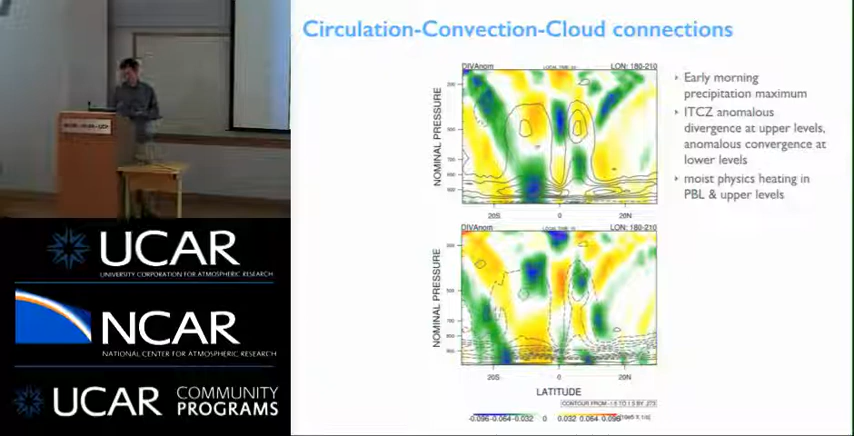 Circulation-Convection-Cloud connections
DIVAnom
LON: 180-210
NOMINAL PRESSURE
20S
0
20N
Early morning
precipitation maximum
ITCZ anomalous
divergence at upper levels,
anomalous convergence at
lower levels
moist physics heating in
PBL & upper levels
DIVAnom
LON: 180-210
NOMINAL PRESSURE
20S
0
20N
LATITUDE
-0.096 -0.064 -0.032 0 0.032 0.064
UCAR
UNIVERSITY CORPORATION FOR ATMOSPHERIC RESEARCH
NCAR
NATIONAL CENTER FOR ATMOSPHERIC RESEARCH
UCAR COMMUNITY
PROGRAMS